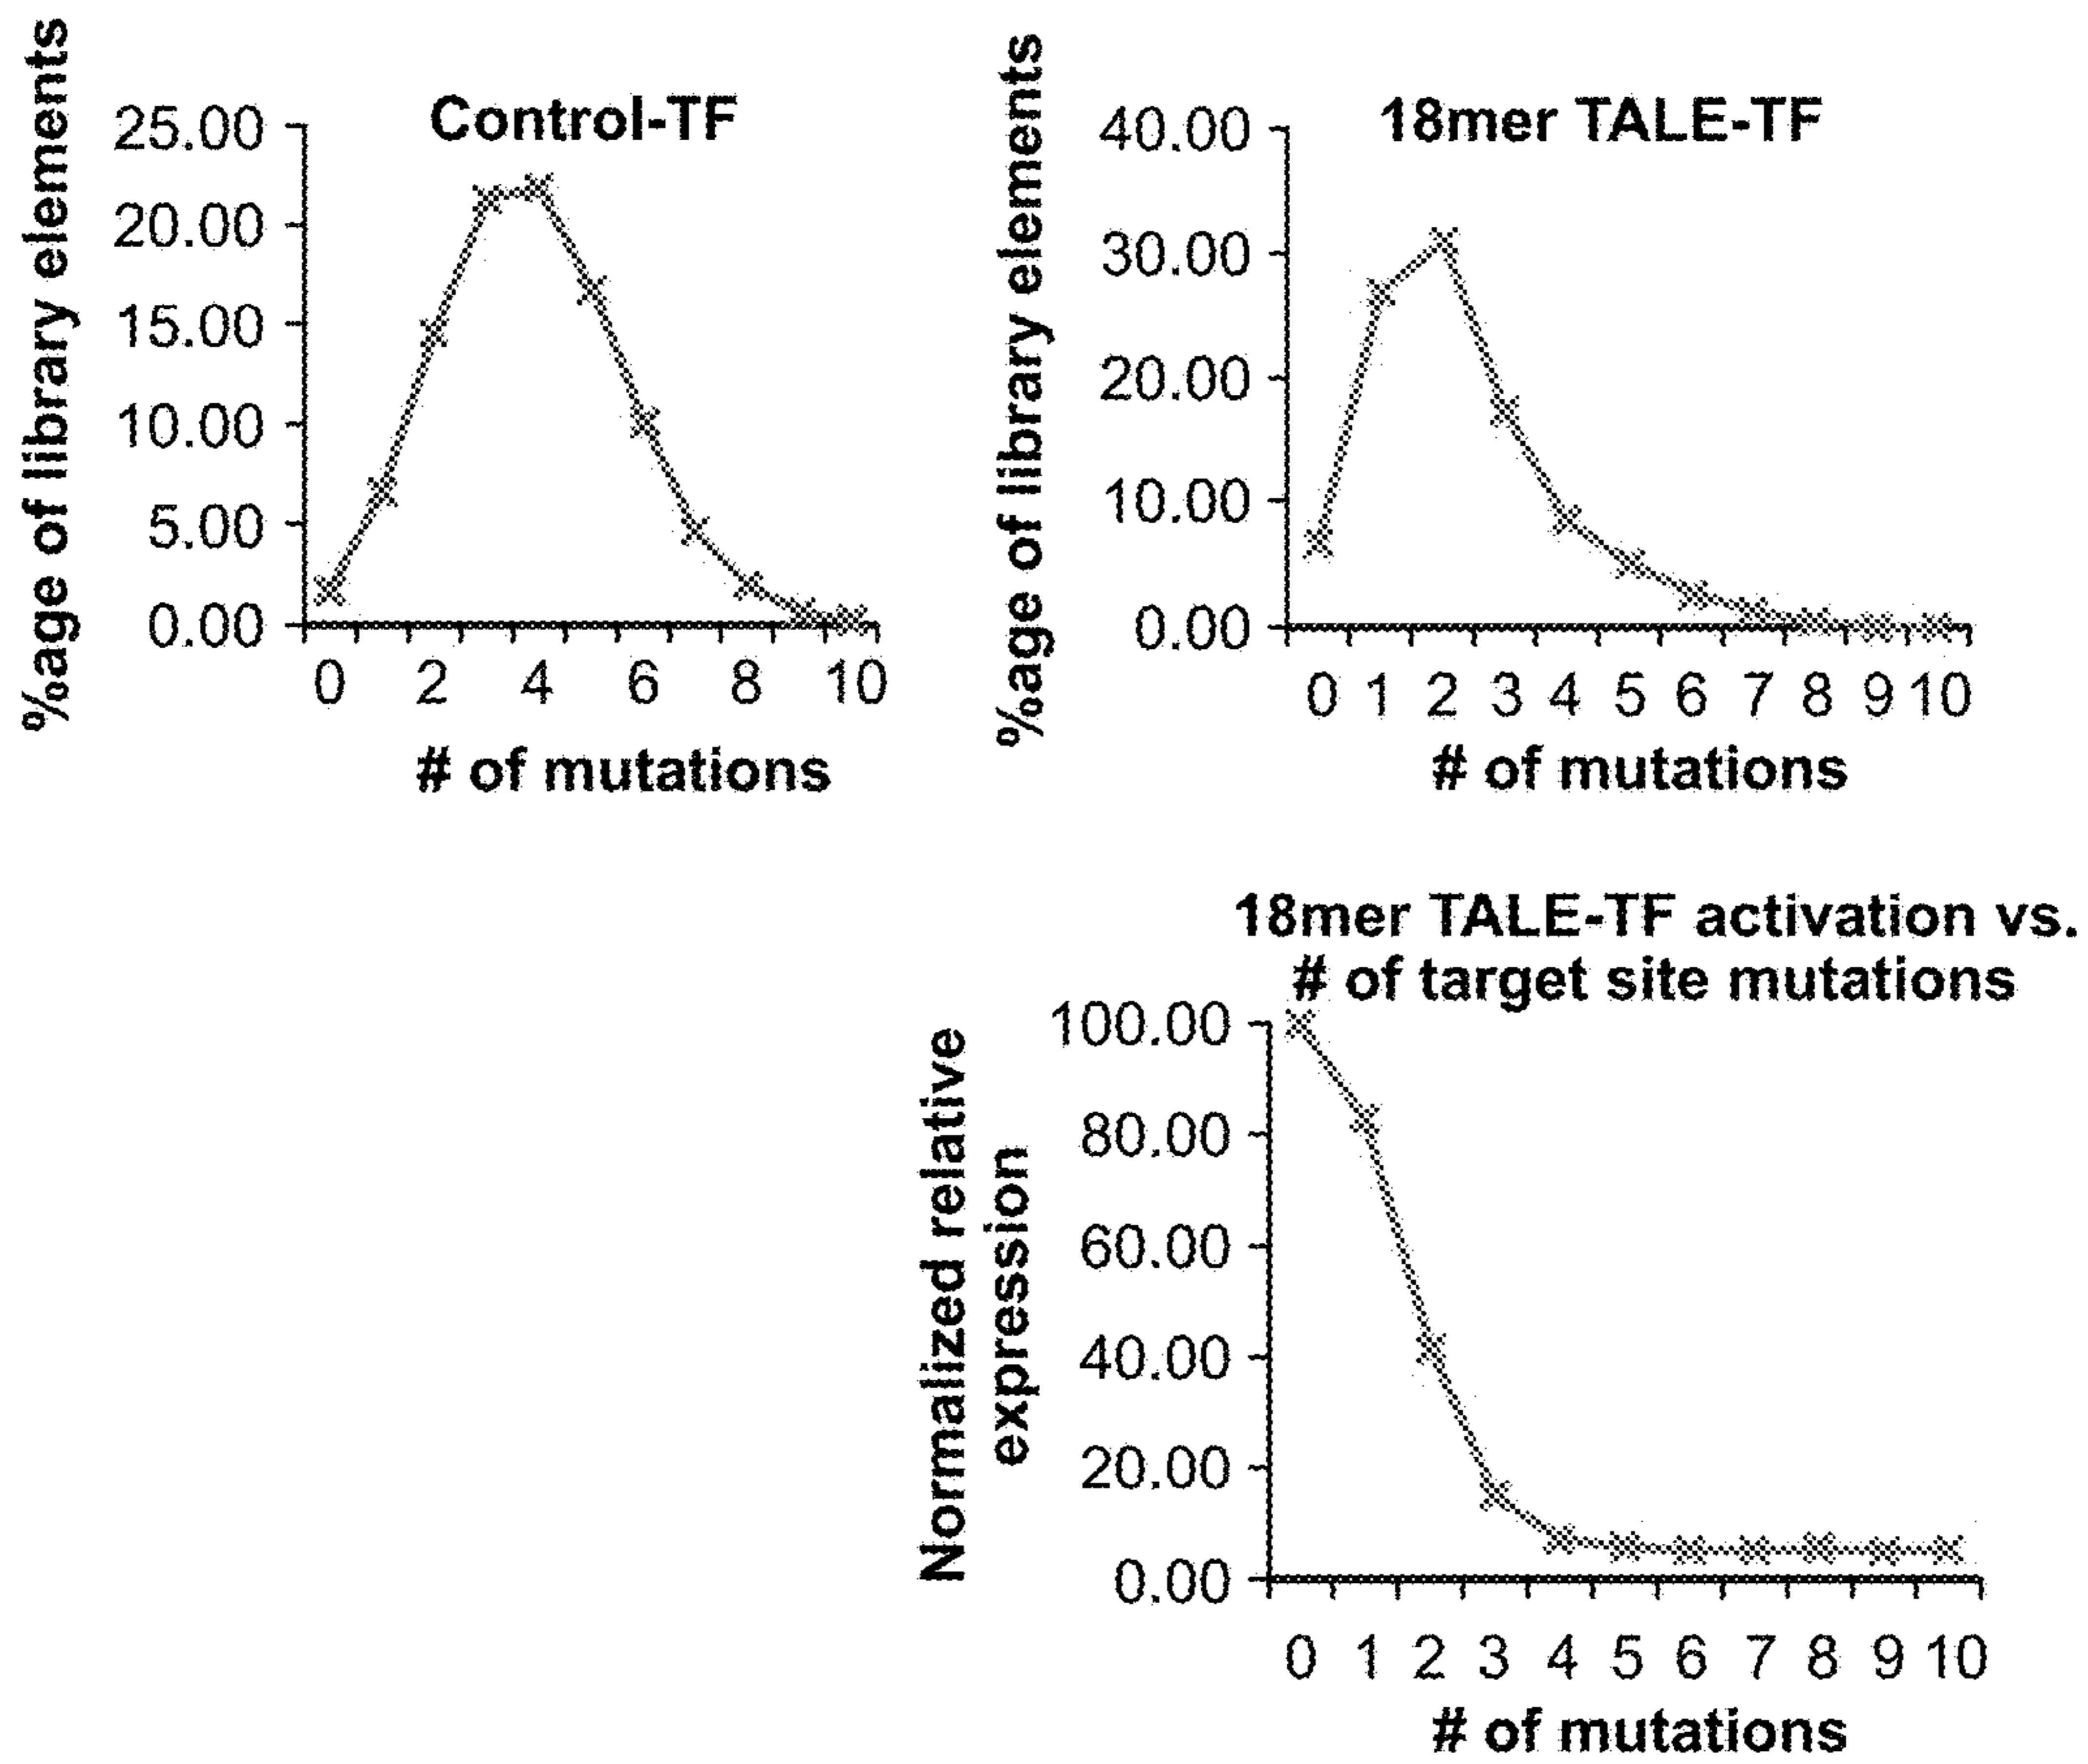 Control-TF
%age of library elements
25.00
20.00
15.00
10.00
5.00
0.00
0 2 4 6 8 10
# of mutations
18mer TALE-TF
%age of library elements
40.00
30.00
20.00
10.00
0.00
0 1 2 3 4 5 6 7 8 9 10
# of mutations
18mer TALE-TF activation vs.
# of target site mutations
Normalized relative
expression
100.00
80.00
60.00
40.00
20.00
0.00
0 1 2 3 4 5 6 7 8 9 10
# of mutations